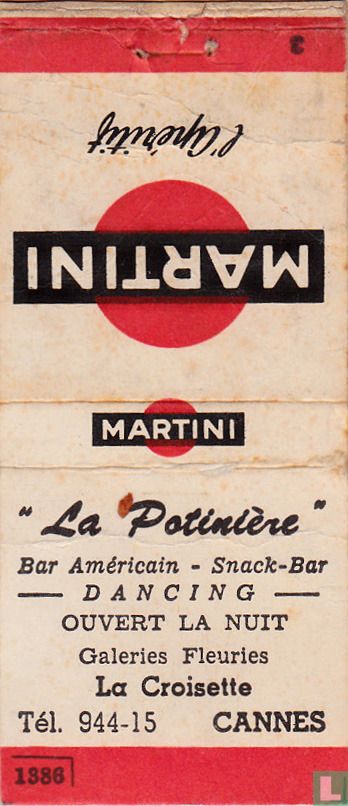 3
l'Apéritif
MARTINI
MARTINI
"La Potinière"
Bar Américain - Snack-Bar
— DANCING —
OUVERT LA NUIT
Galeries Fleuries
La Croisette
Tél. 944-15 CANNES
1386
L